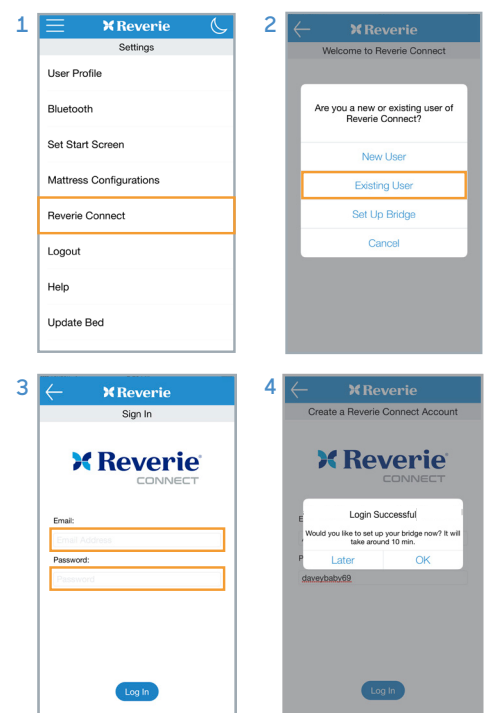 1
Reverie
Settings
User Profile
Bluetooth
Set Start Screen
Mattress Configurations
Reverie Connect
Logout
Help
Update Bed
2
Reverie
Welcome to Reverie Connect
Are you a new or existing user of
Reverie Connect?
New User
Existing User
Set Up Bridge
Cancel
3
Reverie
Sign In
Reverie
CONNECT
Email:
Email Address
Password:
Password
Log In
4
Reverie
Create a Reverie Connect Account
Reverie
CONNECT
E
Login Successful
Would you like to set up your bridge now? It will
take around 10 min.
P
Later OK
daveybaby69
Log In